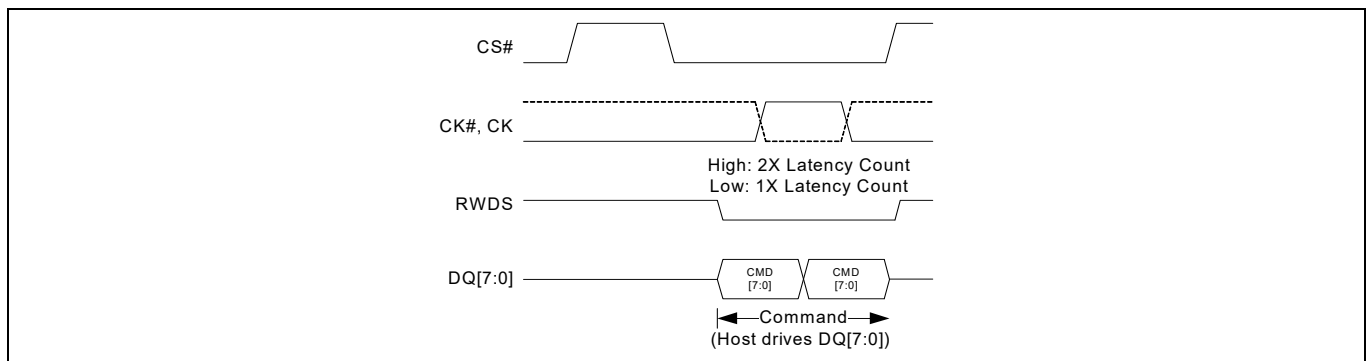 CS#
CK#, CK
High: 2X Latency Count
Low: 1X Latency Count
RWDS
DQ[7:0]
CMD
[7:0]
CMD
[7:0]
Command
(Host drives DQ[7:0])